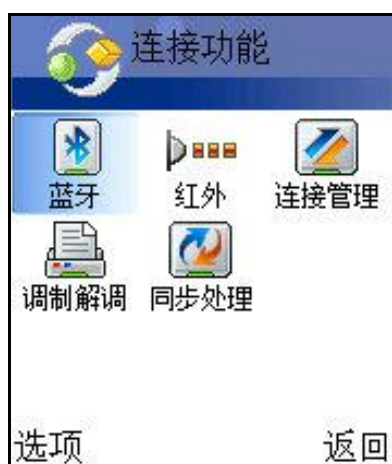 连接功能
蓝牙 红外 连接管理
调制解调 同步处理
选项 返回